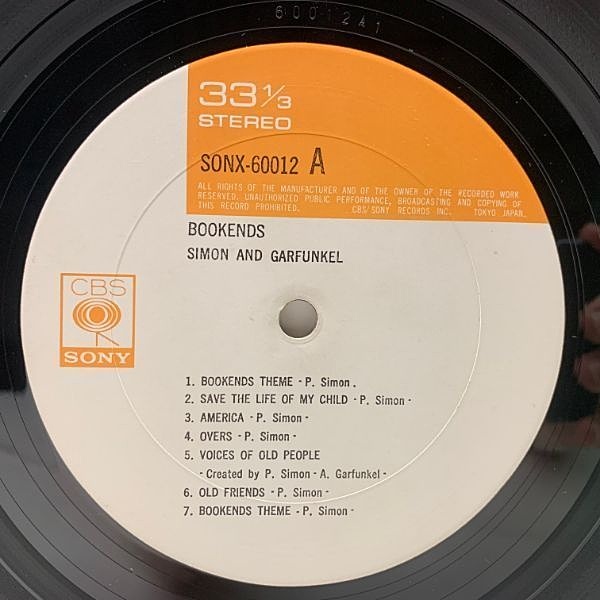 60012A1
33 1/3
STEREO
SONX-60012 A
ALL RIGHTS OF THE MANUFACTURER AND OF THE OWNER OF THE RECORDED WORK
RESERVED. UNAUTHORIZED PUBLIC PERFORMANCE, BROADCASTING AND COPYING OF
THIS RECORD PROHIBITED. CBS/SONY RECORDS INC. TOKYO JAPAN.
BOOKENDS
SIMON AND GARFUNKEL
CBS
SONY
1. BOOKENDS THEME - P. Simon .
2. SAVE THE LIFE OF MY CHILD - P. Simon -
3. AMERICA - P. Simon -
4. OVERS - P. Simon -
5. VOICES OF OLD PEOPLE
- Created by P. Simon - A. Garfunkel -
6. OLD FRIENDS - P. Simon -
7. BOOKENDS THEME - P. Simon -